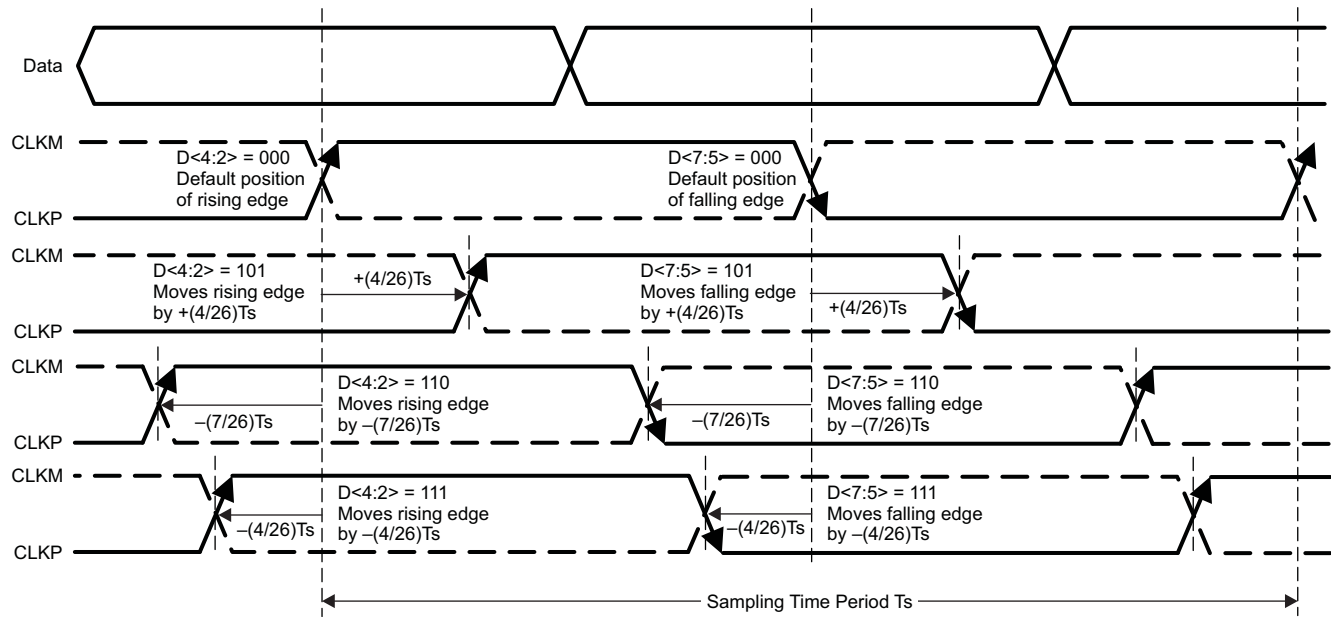 Data
CLKM
D<4:2> = 000
Default position
of rising edge
D<7:5> = 000
Default position
of falling edge
CLKP
CLKM
D<4:2> = 101
Moves rising edge
by +(4/26)Ts
+(4/26)Ts
D<7:5> = 101
Moves falling edge
by +(4/26)Ts
+(4/26)Ts
CLKP
CLKM
–(7/26)Ts
D<4:2> = 110
Moves rising edge
by –(7/26)Ts
–(7/26)Ts
D<7:5> = 110
Moves falling edge
by –(7/26)Ts
CLKP
CLKM
–(4/26)Ts
D<4:2> = 111
Moves rising edge
by –(4/26)Ts
–(4/26)Ts
D<7:5> = 111
Moves falling edge
by –(4/26)Ts
CLKP
Sampling Time Period Ts